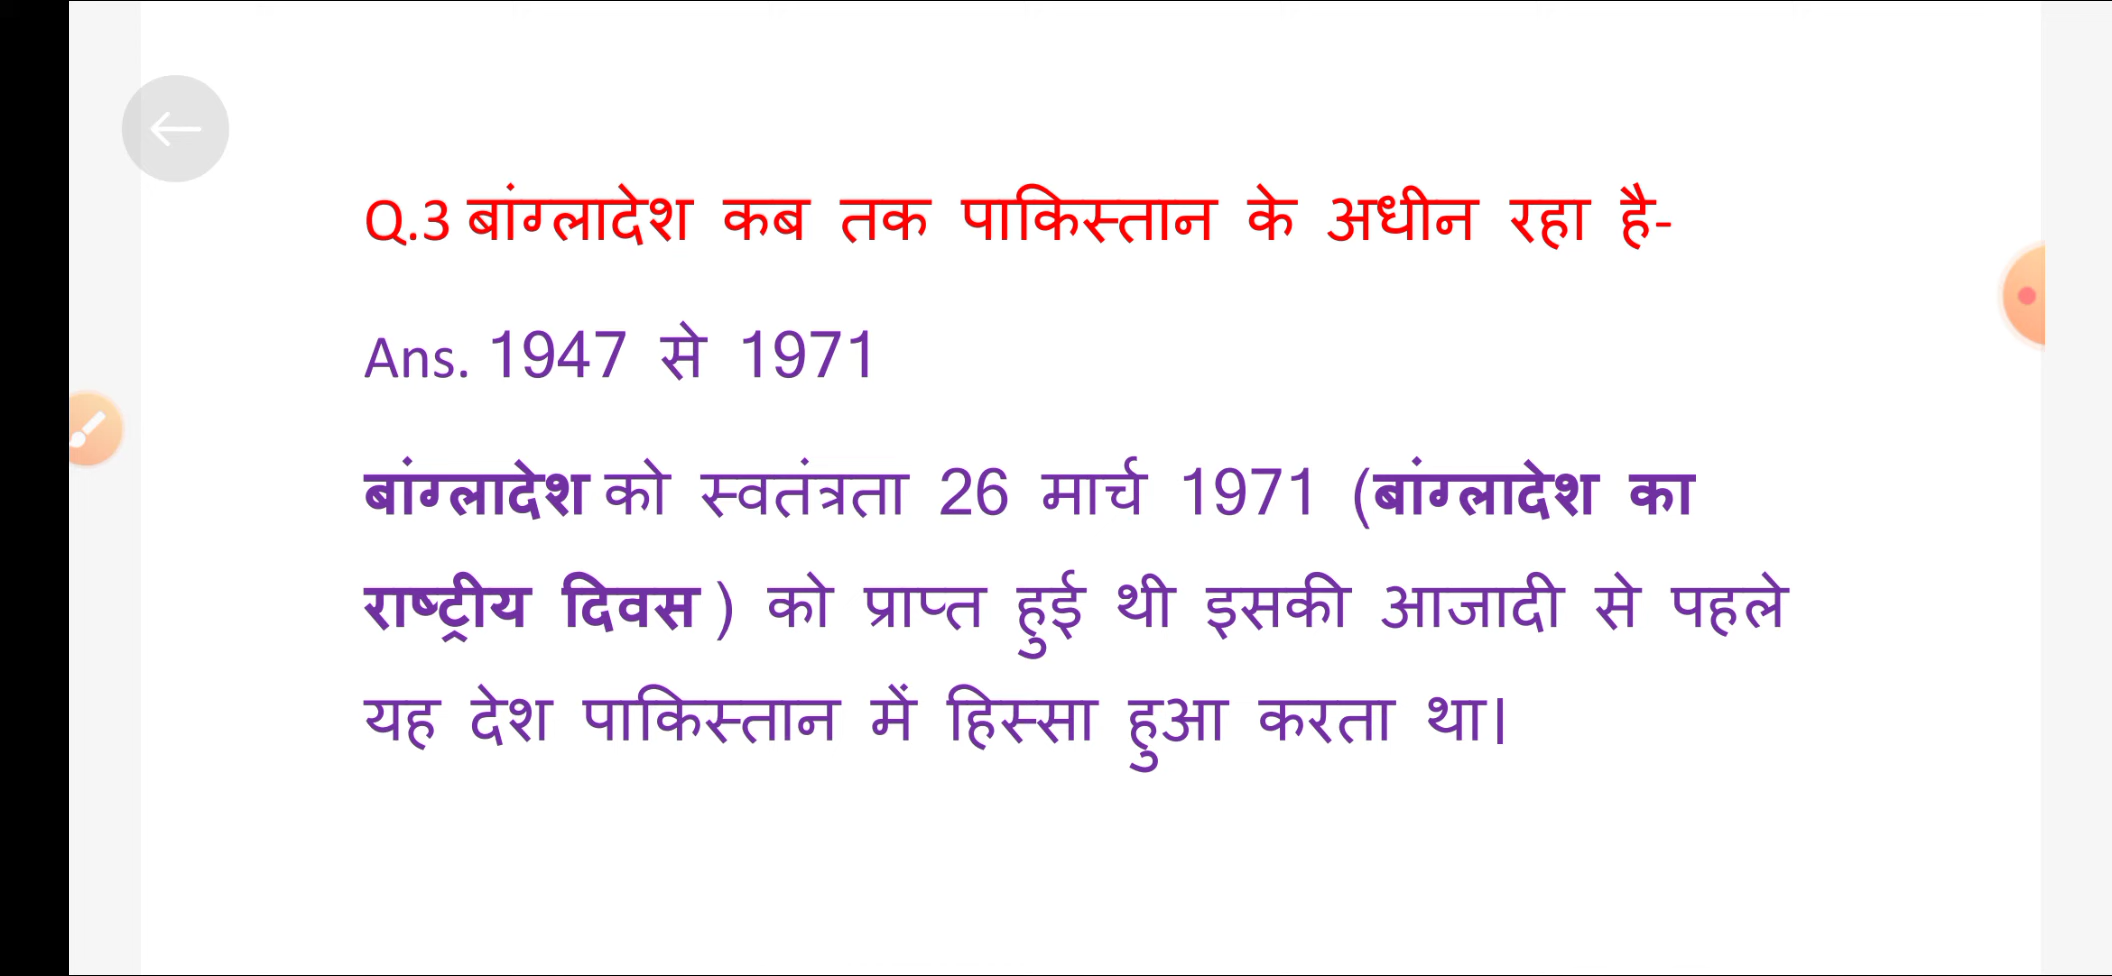 Q.3 बांग्लादेश कब तक पाकिस्तान के अधीन रहा है-
Ans. 1947 से 1971
बांग्लादेश को स्वतंत्रता 26 मार्च 1971 (बांग्लादेश का
राष्ट्रीय दिवस ) को प्राप्त हुई थी इसकी आजादी से पहले
यह देश पाकिस्तान में हिस्सा हुआ करता था।